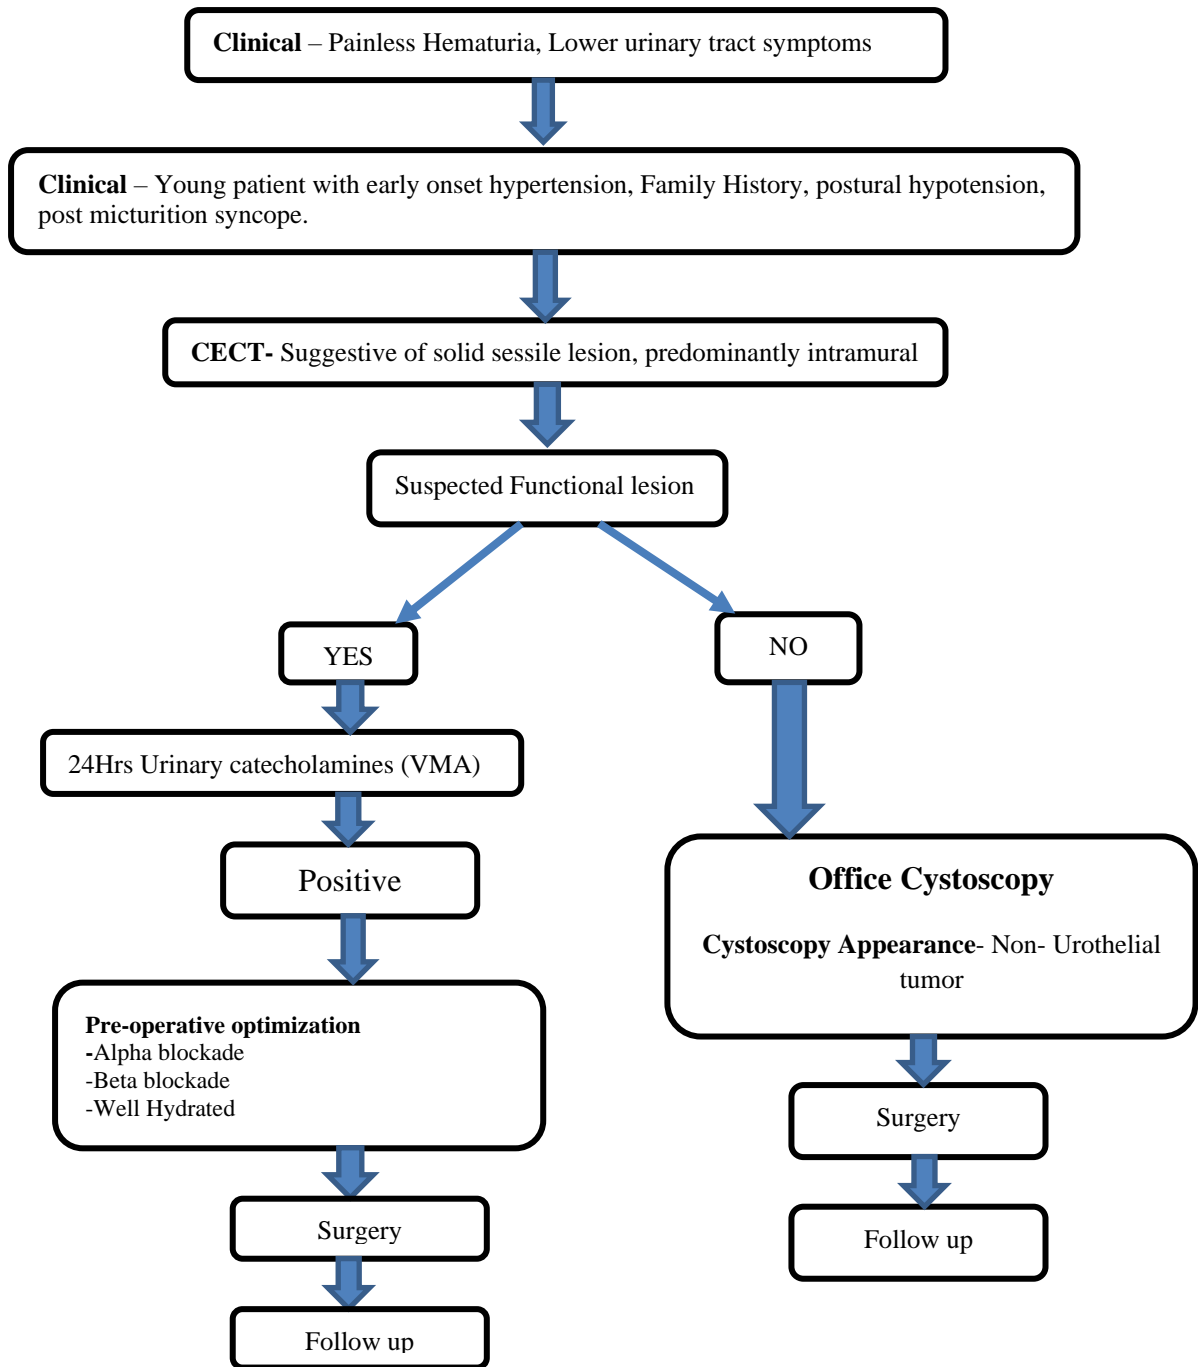 Clinical – Painless Hematuria, Lower urinary tract symptoms
Clinical – Young patient with early onset hypertension, Family History, postural hypotension,
post micturition syncope.
CECT- Suggestive of solid sessile lesion, predominantly intramural
Suspected Functional lesion
YES
NO
24Hrs Urinary catecholamines (VMA)
Positive
Office Cystoscopy
Cystoscopy Appearance- Non- Urothelial
tumor
Pre-operative optimization
-Alpha blockade
-Beta blockade
-Well Hydrated
Surgery
Surgery
Follow up
Follow up